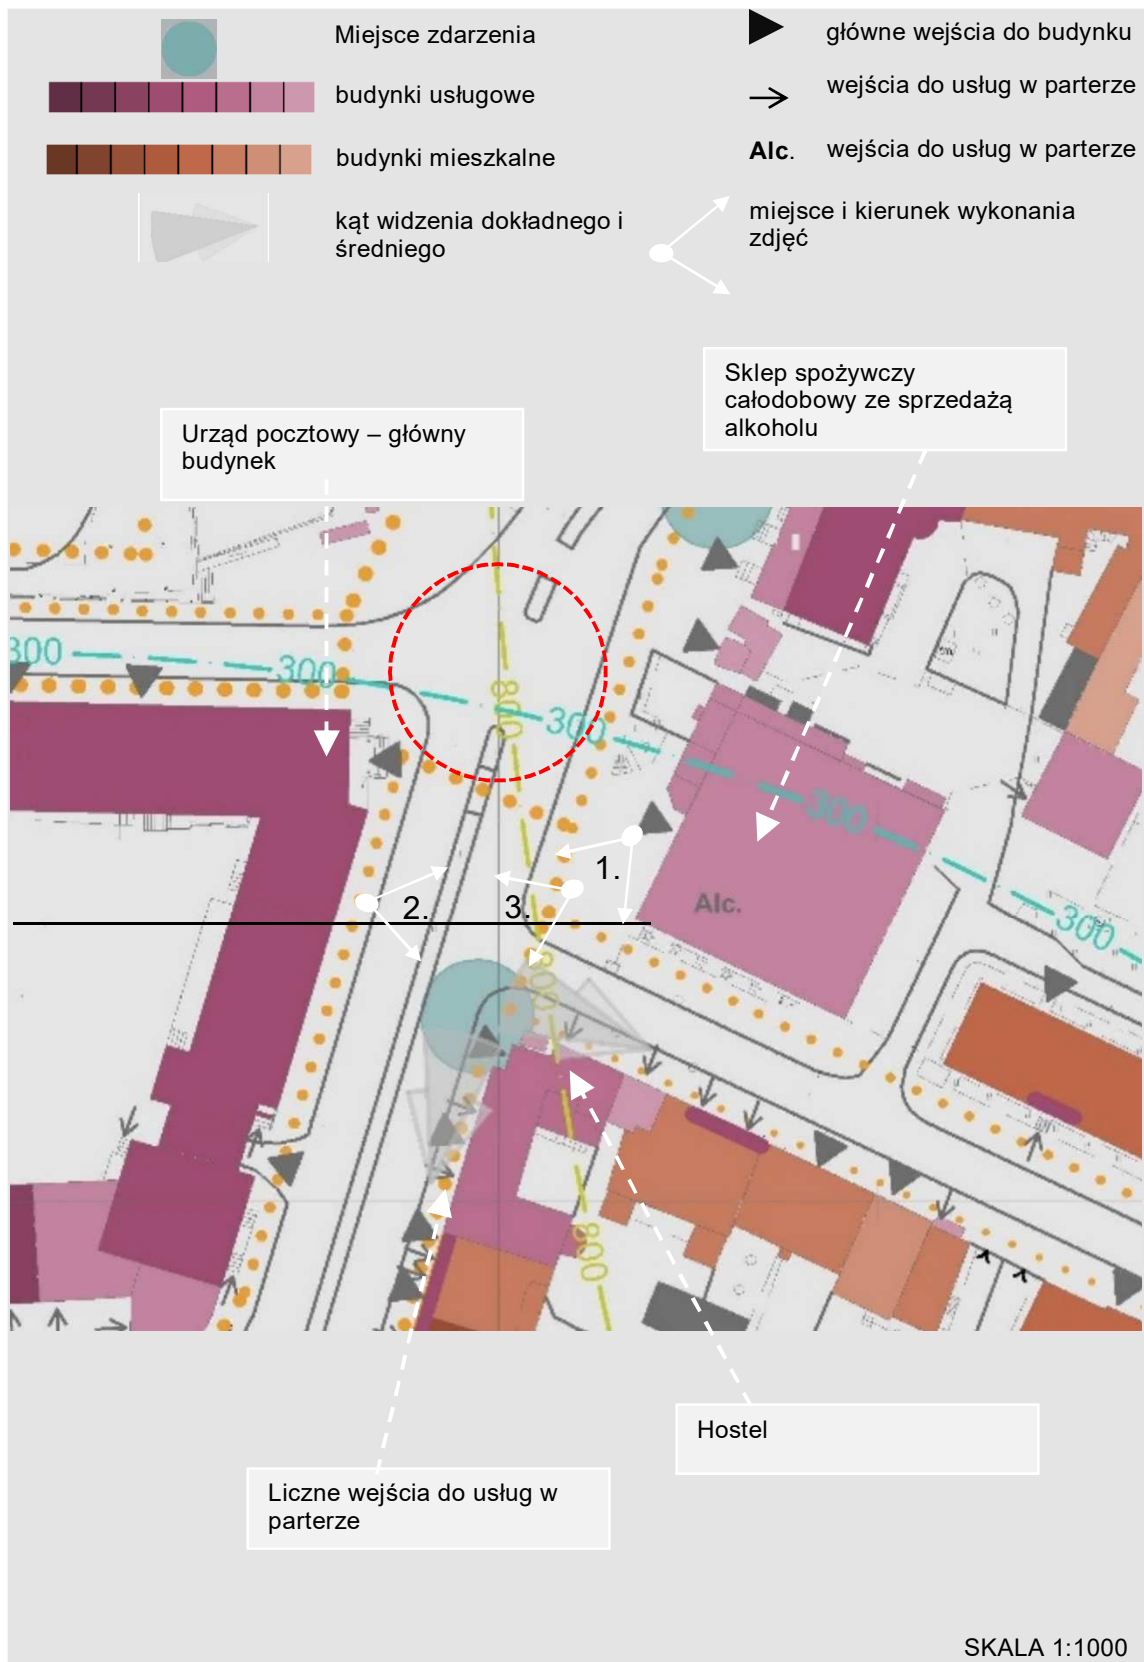 Miejsce zdarzenia
budynki usługowe
budynki mieszkalne
kąt widzenia dokładnego i
średniego
główne wejścia do budynku
wejścia do usług w parterze
Alc. wejścia do usług w parterze
miejsce i kierunek wykonania
zdjęć
Sklep spożywczy
całodobowy ze sprzedażą
alkoholu
Urząd pocztowy – główny
budynek
300
300
800
300
300
1.
2.
3.
Alc.
300
800
800
Hostel
Liczne wejścia do usług w
parterze
SKALA 1:1000